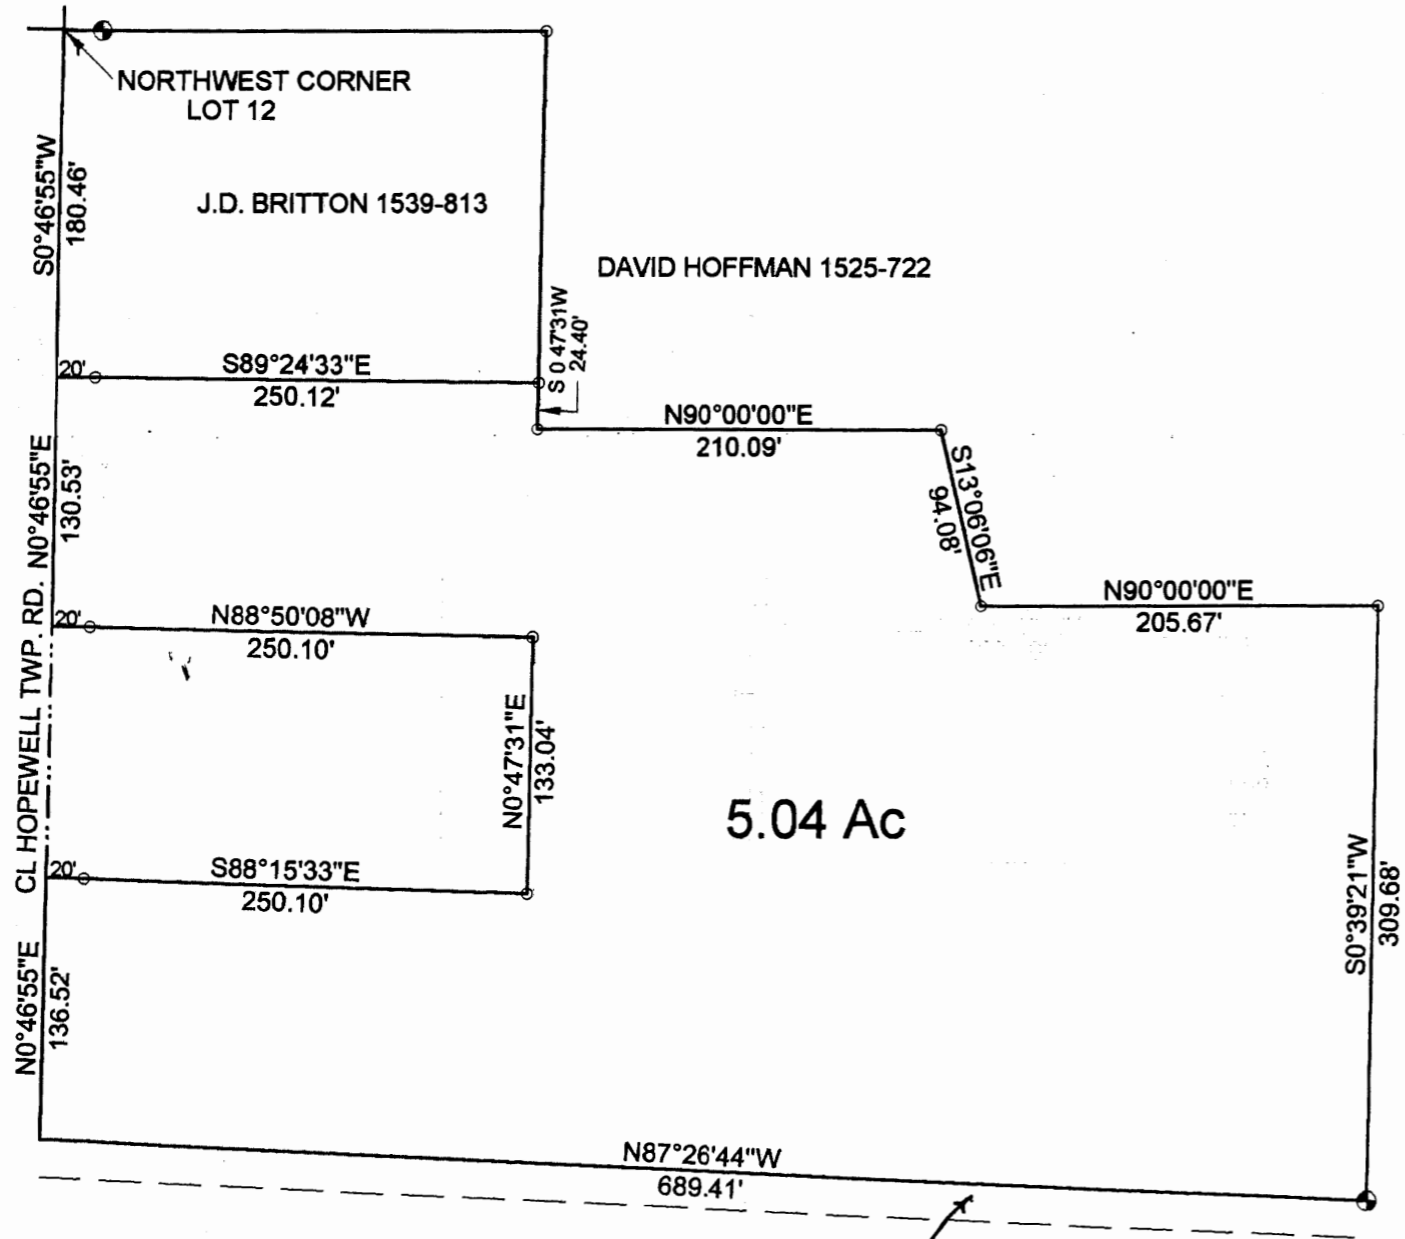 NORTHWEST CORNER
LOT 12
S0°46'55"W
180.46'
J.D. BRITTON 1539-813
DAVID HOFFMAN 1525-722
S 0 47'31W
24.40'
20'
S89°24'33"E
250.12'
N90°00'00"E
210.09'
S13°06'06"E
94.08'
CL HOPEWELL TWP. RD. N0°46'55"E
130.53'
20'
N88°50'08"W
250.10'
N90°00'00"E
205.67'
N0°47'31"E
133.04'
5.04 Ac
20'
S88°15'33"E
250.10'
S0°39'21"W
309.68'
N0°46'55"E
136.52'
N87°26'44"W
689.41'